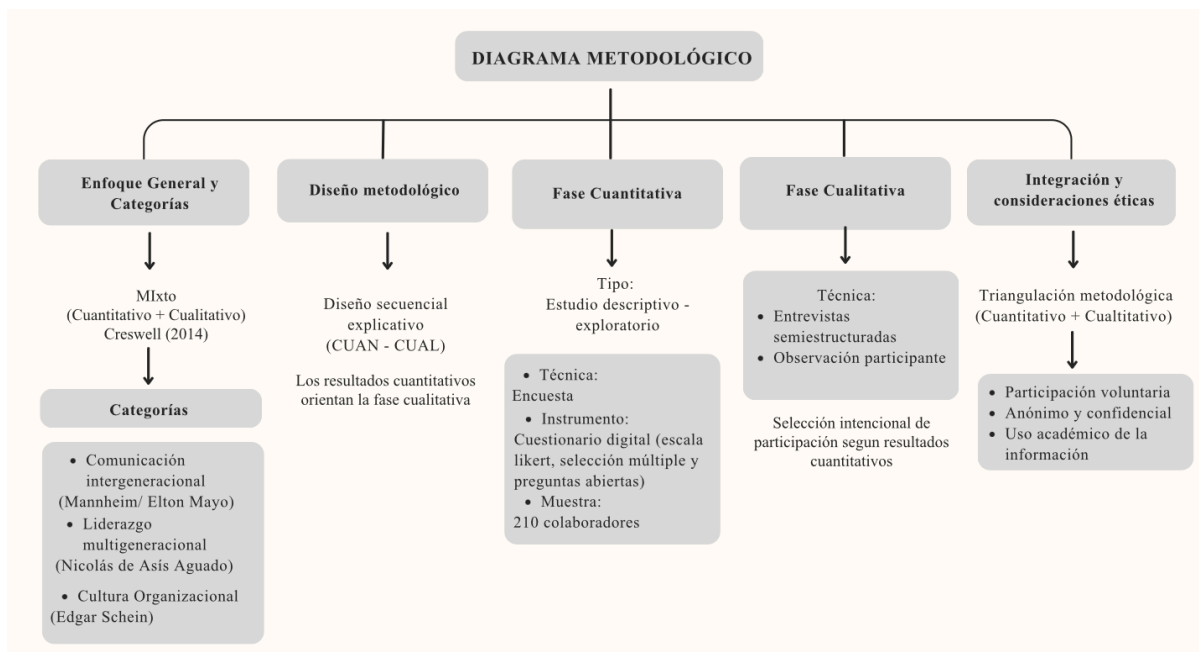 DIAGRAMA METODOLÓGICO
Enfoque General y
Categorías
MIxto
(Cuantitativo + Cualitativo)
Creswell (2014)
Categorías
• Comunicación
intergeneracional
(Mannheim/ Elton Mayo)
• Liderazgo
multigeneracional
(Nicolás de Asís Aguado)
• Cultura Organizacional
(Edgar Schein)
Diseño metodológico
Diseño secuencial
explicativo
(CUAN - CUAL)
Los resultados cuantitativos
orientan la fase cualitativa
Fase Cuantitativa
Tipo:
Estudio descriptivo -
exploratorio
• Técnica:
Encuesta
• Instrumento:
Cuestionario digital (escala
likert, selección múltiple y
preguntas abiertas)
• Muestra:
210 colaboradores
Fase Cualitativa
Técnica:
• Entrevistas
semiestructuradas
• Observación participante
Selección intencional de
participación segun resultados
cuantitativos
Integración y
consideraciones éticas
Triangulación metodológica
(Cuantitativo + Cualtitativo)
• Participación voluntaria
• Anónimo y confidencial
• Uso académico de la
información